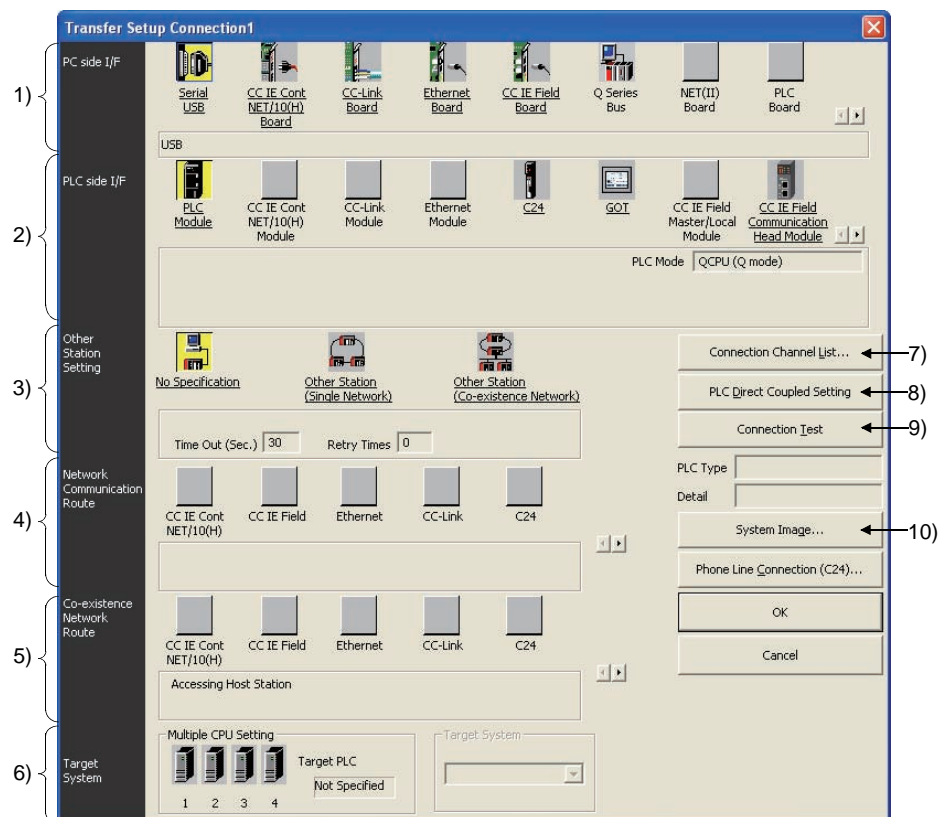 Transfer Setup Connection1
1)
PC side I/F
Serial
USB
CC IE Cont
NET/10(H)
Board
CC-Link
Board
Ethernet
Board
CC IE Field
Board
Q Series
Bus
NET(II)
Board
PLC
Board
USB
2)
PLC side I/F
PLC
Module
CC IE Cont
NET/10(H)
Module
CC-Link
Module
Ethernet
Module
C24
GOT
CC IE Field
Master/Local
Module
CC IE Field
Communication
Head Module
PLC Mode QCPU (Q mode)
3)
Other
Station
Setting
No Specification
Other Station
(Single Network)
Other Station
(Co-existence Network)
Time Out (Sec.) 30 Retry Times 0
Connection Channel List... 7)
PLC Direct Coupled Setting 8)
Connection Test 9)
PLC Type
Detail
System Image... 10)
Phone Line Connection (C24)...
OK
Cancel
4)
Network
Communication
Route
CC IE Cont
NET/10(H)
CC IE Field
Ethernet
CC-Link
C24
5)
Co-existence
Network
Route
CC IE Cont
NET/10(H)
CC IE Field
Ethernet
CC-Link
C24
Accessing Host Station
6)
Target
System
Multiple CPU Setting
1 2 3 4
Target PLC
Not Specified
Target System